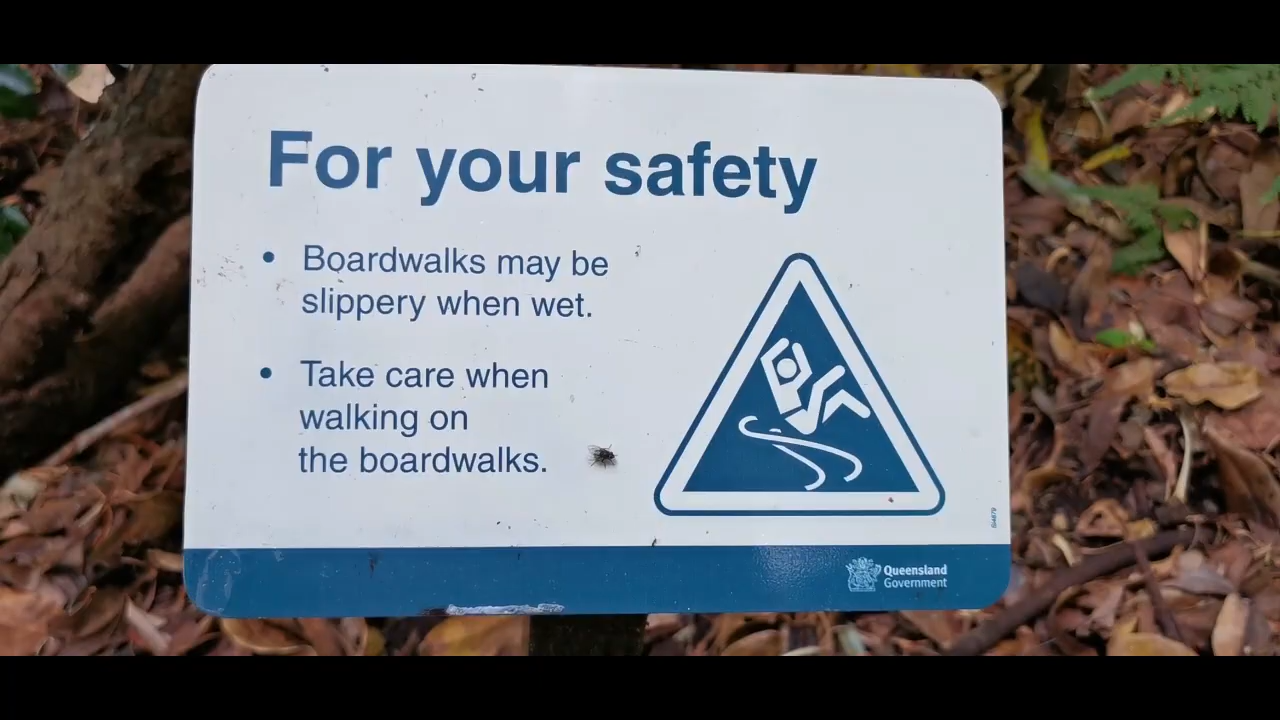 For your safety
• Boardwalks may be
slippery when wet.
• Take care when
walking on
the boardwalks.
Queensland
Government